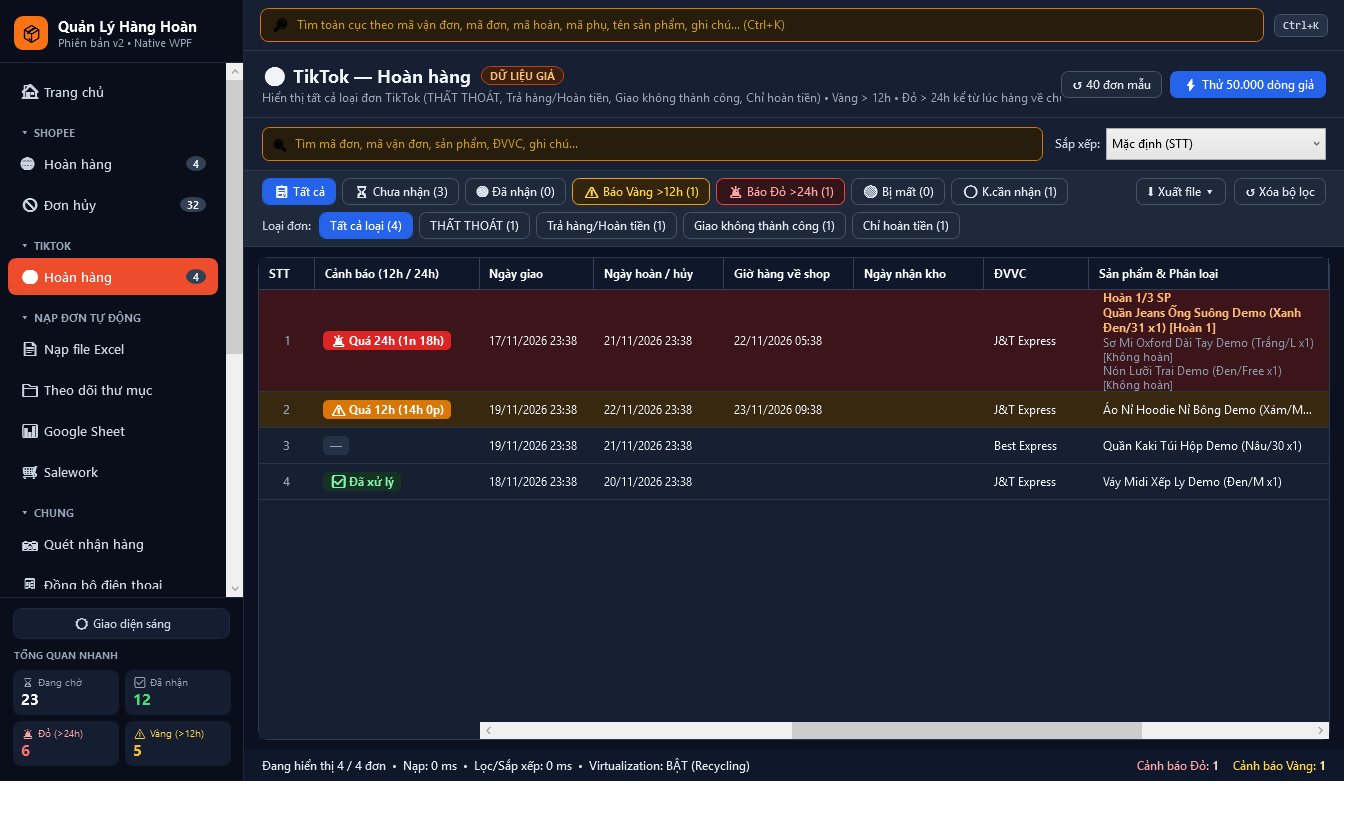 Quản Lý Hàng Hoàn
Phiên bản v2 • Native WPF
Trang chủ
SHOPEE
Hoàn hàng 4
Đơn hủy 32
TIKTOK
Hoàn hàng 4
NẠP ĐƠN TỰ ĐỘNG
Nạp file Excel
Theo dõi thư mục
Google Sheet
Salework
CHUNG
Quét nhận hàng
Đồng bộ điện thoại
Giao diện sáng
TỔNG QUAN NHANH
Đang chờ
23
Đã nhận
12
Đỏ (>24h)
6
Vàng (>12h)
5
Tìm toàn cục theo mã vận đơn, mã đơn, mã hoàn, mã phụ, tên sản phẩm, ghi chú... (Ctrl+K)
Ctrl+K
TikTok — Hoàn hàng DỮ LIỆU GIẢ
Hiển thị tất cả loại đơn TikTok (THẤT THOÁT, Trả hàng/Hoàn tiền, Giao không thành công, Chỉ hoàn tiền) • Vàng > 12h • Đỏ > 24h kể từ lúc hàng về
↺ 40 đơn mẫu
Thử 50.000 dòng giả
Tìm mã đơn, mã vận đơn, sản phẩm, ĐVVC, ghi chú...
Sắp xếp: Mặc định (STT)
Tất cả Chưa nhận (3) Đã nhận (0) Báo Vàng >12h (1) Báo Đỏ >24h (1) Bị mất (0) K.cần nhận (1) ⬇ Xuất file ▼ ↺ Xóa bộ lọc
Loại đơn: Tất cả loại (4) THẤT THOÁT (1) Trả hàng/Hoàn tiền (1) Giao không thành công (1) Chỉ hoàn tiền (1)
STT Cảnh báo (12h / 24h) Ngày giao Ngày hoàn / hủy Giờ hàng về shop Ngày nhận kho ĐVVC Sản phẩm & Phân loại
1 Quá 24h (1n 18h) 17/11/2026 23:38 21/11/2026 23:38 22/11/2026 05:38 J&T Express
Hoàn 1/3 SP
Quần Jeans Ống Suông Demo (Xanh
Đen/31 x1) [Hoàn 1]
Sơ Mi Oxford Dài Tay Demo (Trắng/L x1)
[Không hoàn]
Nón Lưỡi Trai Demo (Đen/Free x1)
[Không hoàn]
2 Quá 12h (14h 0p) 19/11/2026 23:38 22/11/2026 23:38 23/11/2026 09:38 J&T Express Áo Nỉ Hoodie Nỉ Bông Demo (Xám/M...
3 — 19/11/2026 23:38 21/11/2026 23:38 Best Express Quần Kaki Túi Hộp Demo (Nâu/30 x1)
4 Đã xử lý 18/11/2026 23:38 20/11/2026 23:38 J&T Express Váy Midi Xếp Ly Demo (Đen/M x1)
Đang hiển thị 4 / 4 đơn • Nạp: 0 ms • Lọc/Sắp xếp: 0 ms • Virtualization: BẬT (Recycling)
Cảnh báo Đỏ: 1 Cảnh báo Vàng: 1